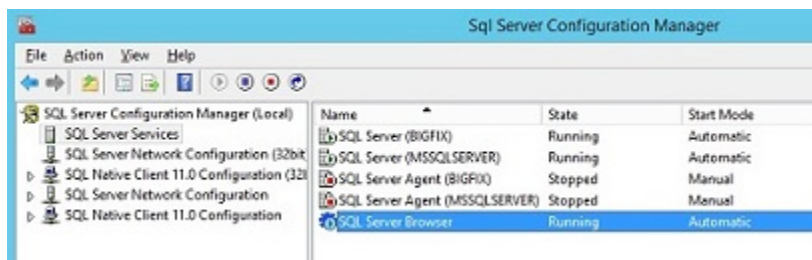 Sql Server Configuration Manager
File Action View Help
SQL Server Configuration Manager (Local)
SQL Server Services
SQL Server Network Configuration (32bit
SQL Native Client 11.0 Configuration (32l
SQL Server Network Configuration
SQL Native Client 11.0 Configuration
Name State Start Mode
SQL Server (BIGFIX) Running Automatic
SQL Server (MSSQLSERVER) Running Automatic
SQL Server Agent (BIGFIX) Stopped Manual
SQL Server Agent (MSSQLSERVER) Stopped Manual
SQL Server Browser Running Automatic